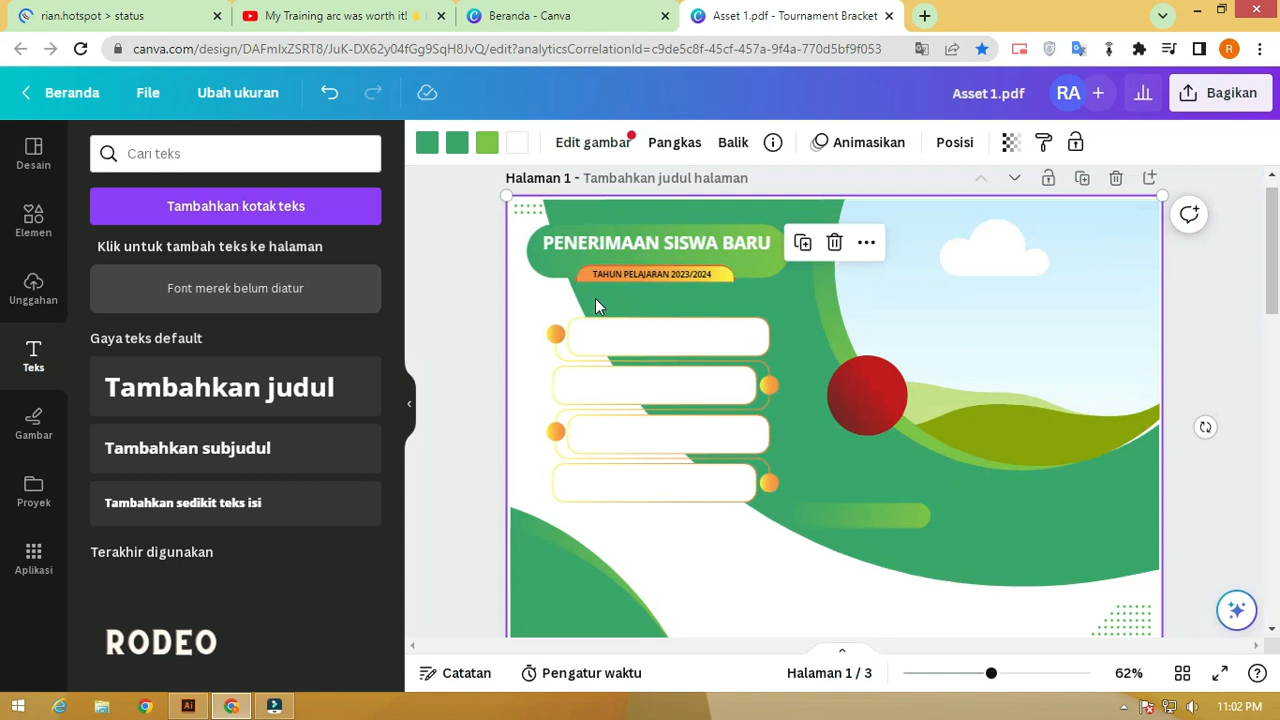 rian.hotspot > status
My Training arc was worth it!
Beranda - Canva
Asset 1.pdf - Tournament Bracket
canva.com/design/DAFmIxZSRT8/JuK-DX62y04fGg9SqH8JvQ/edit?analyticsCorrelationId=c9de5c8f-45cf-457a-9f4a-770d5bf9f053
R
Beranda
File
Ubah ukuran
Asset 1.pdf
RA
Bagikan
Desain
Elemen
Unggahan
Teks
Gambar
Proyek
Aplikasi
Cari teks
Tambahkan kotak teks
Klik untuk tambah teks ke halaman
Font merek belum diatur
Gaya teks default
Tambahkan judul
Tambahkan subjudul
Tambahkan sedikit teks isi
Terakhir digunakan
RODEO
Edit gambar
Pangkas
Balik
Animasikan
Posisi
Halaman 1 - Tambahkan judul halaman
PENERIMAAN SISWA BARU
TAHUN PELAJARAN 2023/2024
Catatan
Pengatur waktu
Halaman 1 / 3
62%
11:02 PM